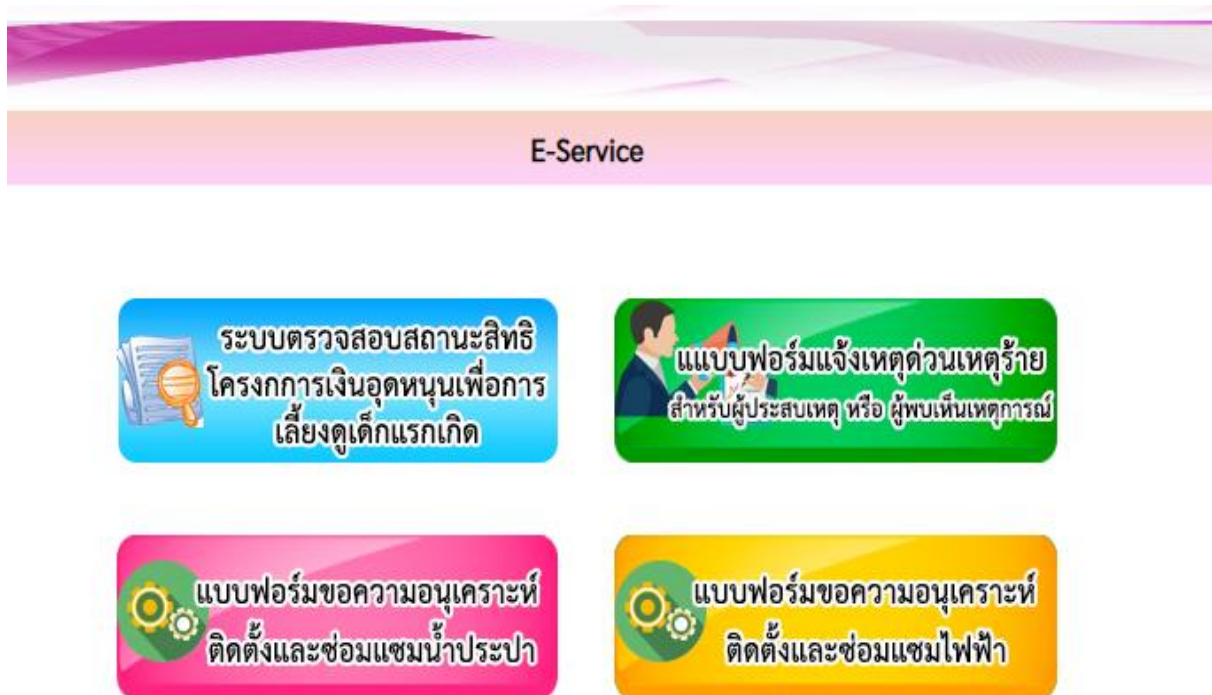 E-Service
ระบบตรวจสอบสถานะสิทธิ
โครงกการเงินอุดหนุนเพื่อการ
เลี้ยงดูเด็กแรกเกิด
แแบบฟอร์มแจ้งเหตุด่วนเหตุร้าย
สำหรับผู้ประสบเหตุ หรือ ผู้พบเห็นเหตุการณ์
แบบฟอร์มขอความอนุเคราะห์
ติดตั้งและซ่อมแซมน้ำประปา
แบบฟอร์มขอความอนุเคราะห์
ติดตั้งและซ่อมแซมไฟฟ้า